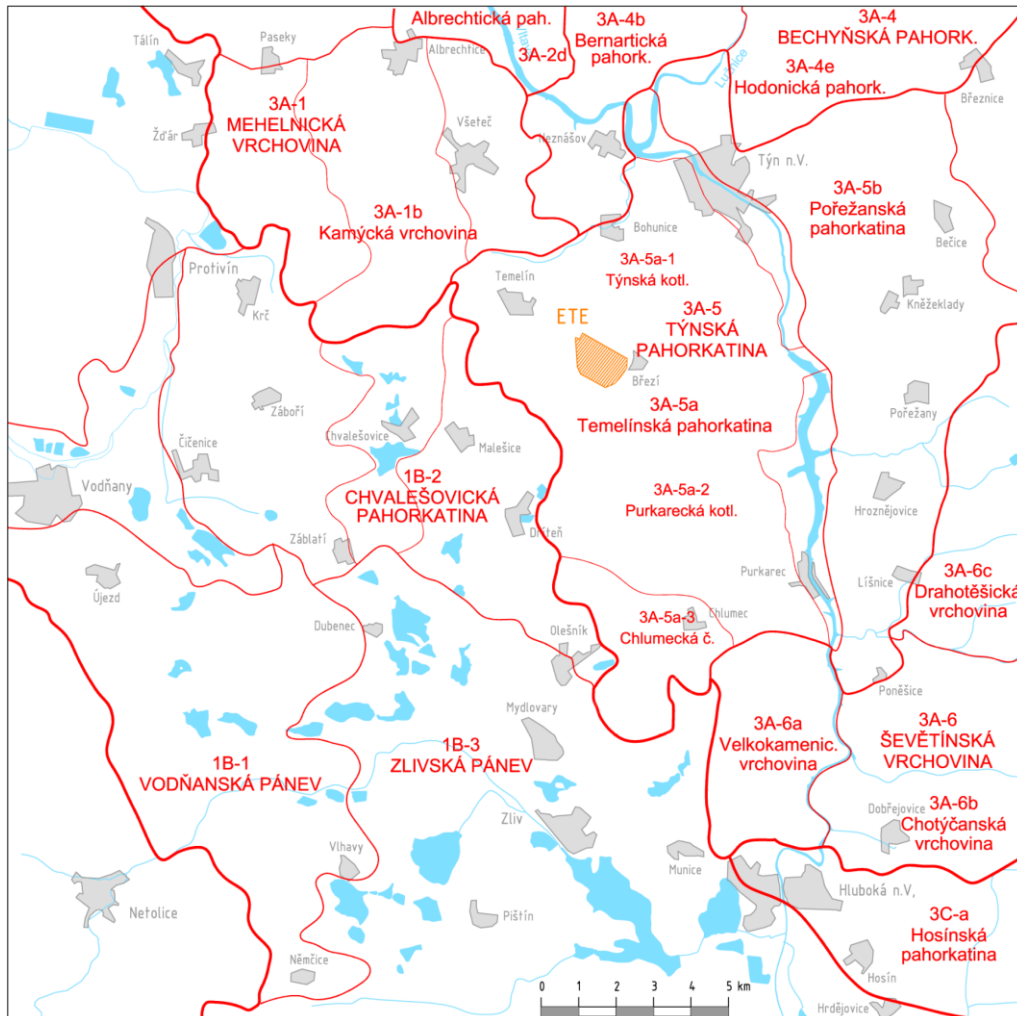 Albrechtická pah.
3A-2d
3A-4b
Bernartická
pahork.
3A-4
BECHYŇSKÁ PAHORK.
3A-4e
Hodonická pahork.
Tálín
Paseky
Albrechtice
Vltava
Lužnice
Březnice
3A-1
MEHELNICKÁ
VRCHOVINA
Žďár
Všeteč
Neznášov
Týn n.V.
3A-5b
Pořežanská
pahorkatina
Bečice
3A-1b
Kamýcká vrchovina
Bohunice
Protivín
Krč
Temelín
3A-5a-1
Týnská kotl.
Kněžeklady
ETE
3A-5
TÝNSKÁ
PAHORKATINA
Březí
Záboří
Chvalešovice
Malešice
3A-5a
Temelínská pahorkatina
Pořežany
Čičenice
Vodňany
1B-2
CHVALEŠOVICKÁ
PAHORKATINA
3A-5a-2
Purkarecká kotl.
Hroznějovice
Dříteň
Záblatí
Újezd
Purkarec
Líšnice
3A-6c
Drahotěšická
vrchovina
Dubenec
Olešník
3A-5a-3
Chlumecká č.
Chlumec
Poněšice
Mydlovary
3A-6a
Velkokamenic.
vrchovina
3A-6
ŠEVĚTÍNSKÁ
VRCHOVINA
1B-1
VODŇANSKÁ PÁNEV
1B-3
ZLIVSKÁ PÁNEV
Zliv
Dobřejovice
3A-6b
Chotýčanská
vrchovina
Vlhavy
Munice
Hluboká n.V,
Netolice
Pištín
3C-a
Hosínská
pahorkatina
Němčice
Hosín
Hrdějovice
0 1 2 3 4 5 km